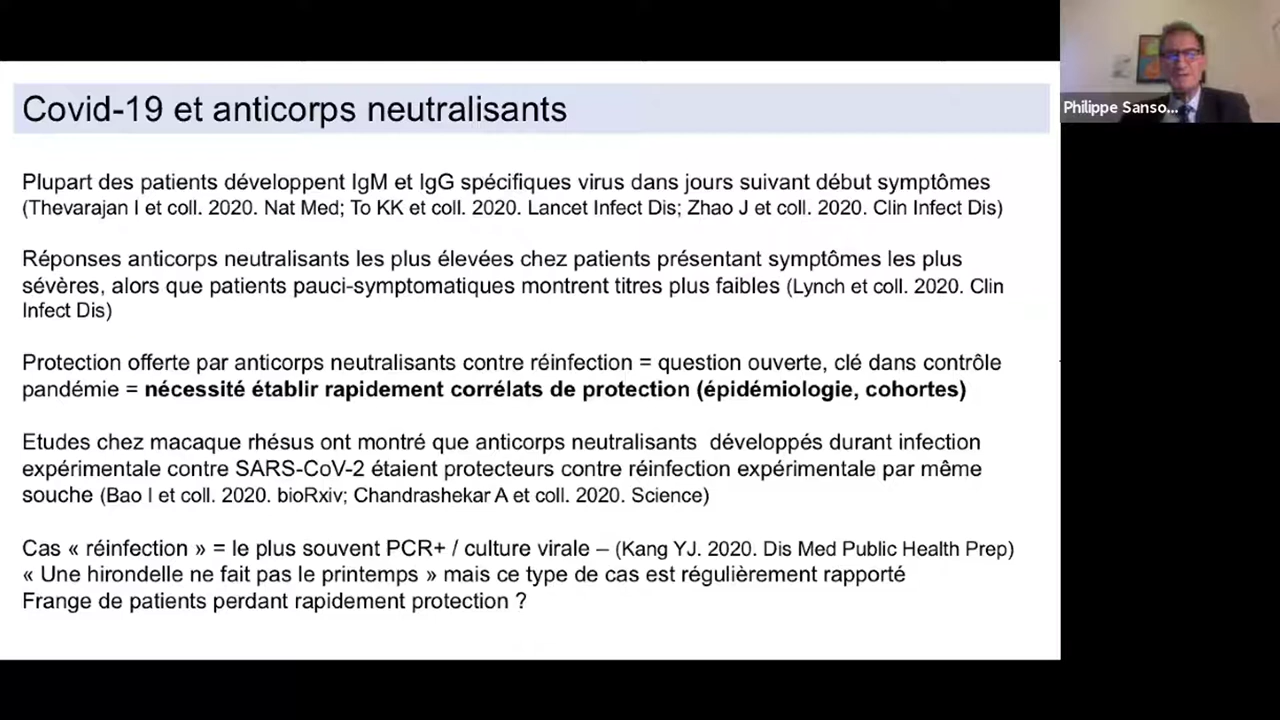 Covid-19 et anticorps neutralisants
Philippe Sanso...
Plupart des patients développent IgM et IgG spécifiques virus dans jours suivant début symptômes
(Thevarajan I et coll. 2020. Nat Med; To KK et coll. 2020. Lancet Infect Dis; Zhao J et coll. 2020. Clin Infect Dis)
Réponses anticorps neutralisants les plus élevées chez patients présentant symptômes les plus
sévères, alors que patients pauci-symptomatiques montrent titres plus faibles (Lynch et coll. 2020. Clin
Infect Dis)
Protection offerte par anticorps neutralisants contre réinfection = question ouverte, clé dans contrôle
pandémie = nécessité établir rapidement corrélats de protection (épidémiologie, cohortes)
Etudes chez macaque rhésus ont montré que anticorps neutralisants développés durant infection
expérimentale contre SARS-CoV-2 étaient protecteurs contre réinfection expérimentale par même
souche (Bao l et coll. 2020. bioRxiv; Chandrashekar A et coll. 2020. Science)
Cas « réinfection » = le plus souvent PCR+ / culture virale – (Kang YJ. 2020. Dis Med Public Health Prep)
« Une hirondelle ne fait pas le printemps » mais ce type de cas est régulièrement rapporté
Frange de patients perdant rapidement protection ?